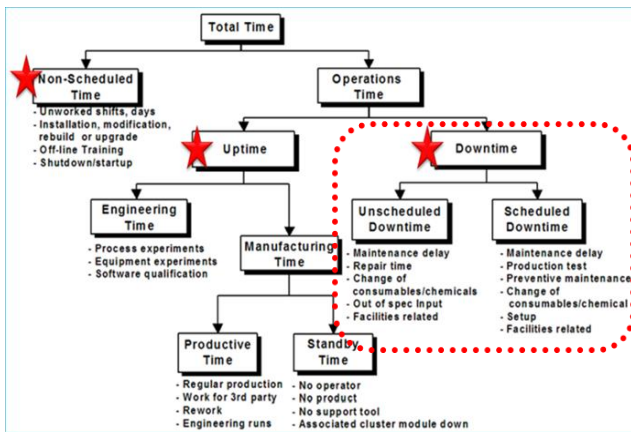 Total Time
Non-Scheduled
Time
- Unworked shifts, days
- Installation, modification,
rebuild or upgrade
- Off-line Training
- Shutdown/startup
Operations
Time
Uptime
Downtime
Engineering
Time
- Process experiments
- Equipment experiments
- Software qualification
Manufacturing
Time
Unscheduled
Downtime
- Maintenance delay
- Repair time
- Change of
consumables/chemicals
- Out of spec Input
- Facilities related
Scheduled
Downtime
- Maintenance delay
- Production test
- Preventive maintenance
- Change of
consumables/chemical
- Setup
- Facilities related
Productive
Time
- Regular production
- Work for 3rd party
- Rework
- Engineering runs
Standby
Time
- No operator
- No product
- No support tool
- Associated cluster module down